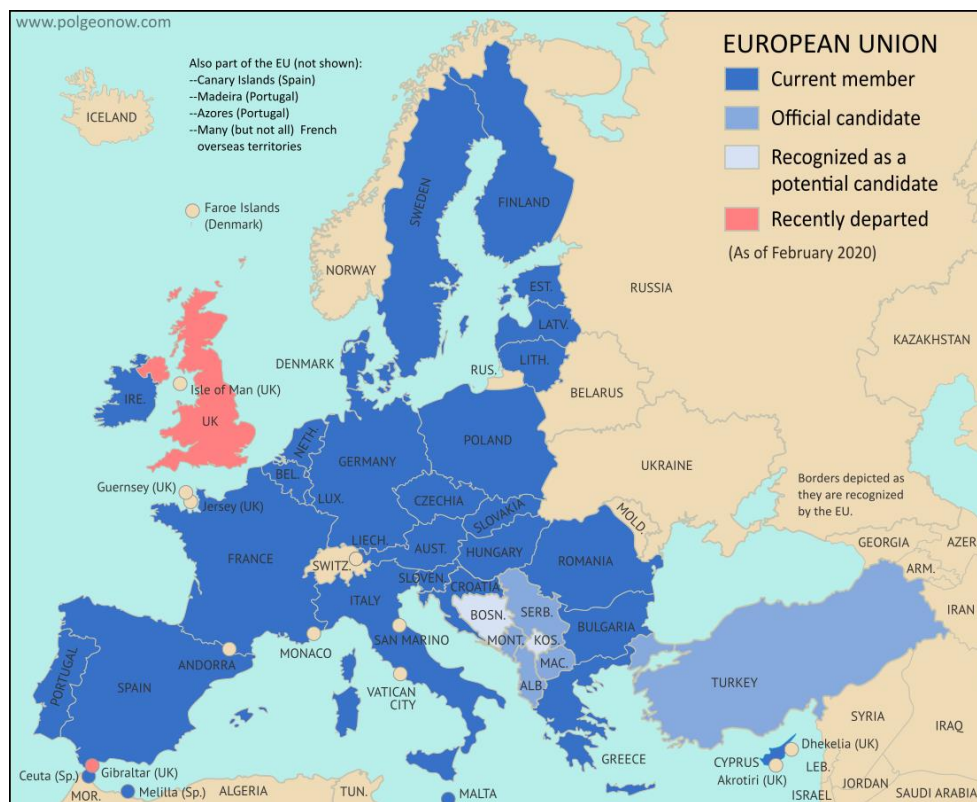 www.polgeonow.com
Also part of the EU (not shown):
--Canary Islands (Spain)
--Madeira (Portugal)
--Azores (Portugal)
--Many (but not all) French
overseas territories
EUROPEAN UNION
Current member
Official candidate
Recognized as a
potential candidate
Recently departed
(As of February 2020)
ICELAND
Faroe Islands
(Denmark)
SWEDEN
FINLAND
NORWAY
RUSSIA
EST.
LATV.
LITH.
KAZAKHSTAN
DENMARK
RUS.
BELARUS
Isle of Man (UK)
IRE.
UK
NETH.
POLAND
GERMANY
BEL.
UKRAINE
Guernsey (UK)
Jersey (UK)
LUX.
CZECHIA
SLOVAKIA
MOLD.
Borders depicted as
they are recognized
by the EU.
LIECH.
AUST.
HUNGARY
FRANCE
SWITZ.
ROMANIA
GEORGIA
AZER
ARM.
SLOVEN.
CROATIA
ITALY
BOSN.
SERB.
IRAN
BULGARIA
SAN MARINO
MONT.
KOS.
MONACO
ANDORRA
MAC.
PORTUGAL
SPAIN
VATICAN
CITY
ALB.
TURKEY
SYRIA
IRAQ
GREECE
Dhekelia (UK)
CYPRUS
LEB.
Akrotiri (UK)
Ceuta (Sp.)
Gibraltar (UK)
JORDAN
MOR.
Melilla (Sp.)
ALGERIA
TUN.
MALTA
ISRAEL
SAUDI ARABIA